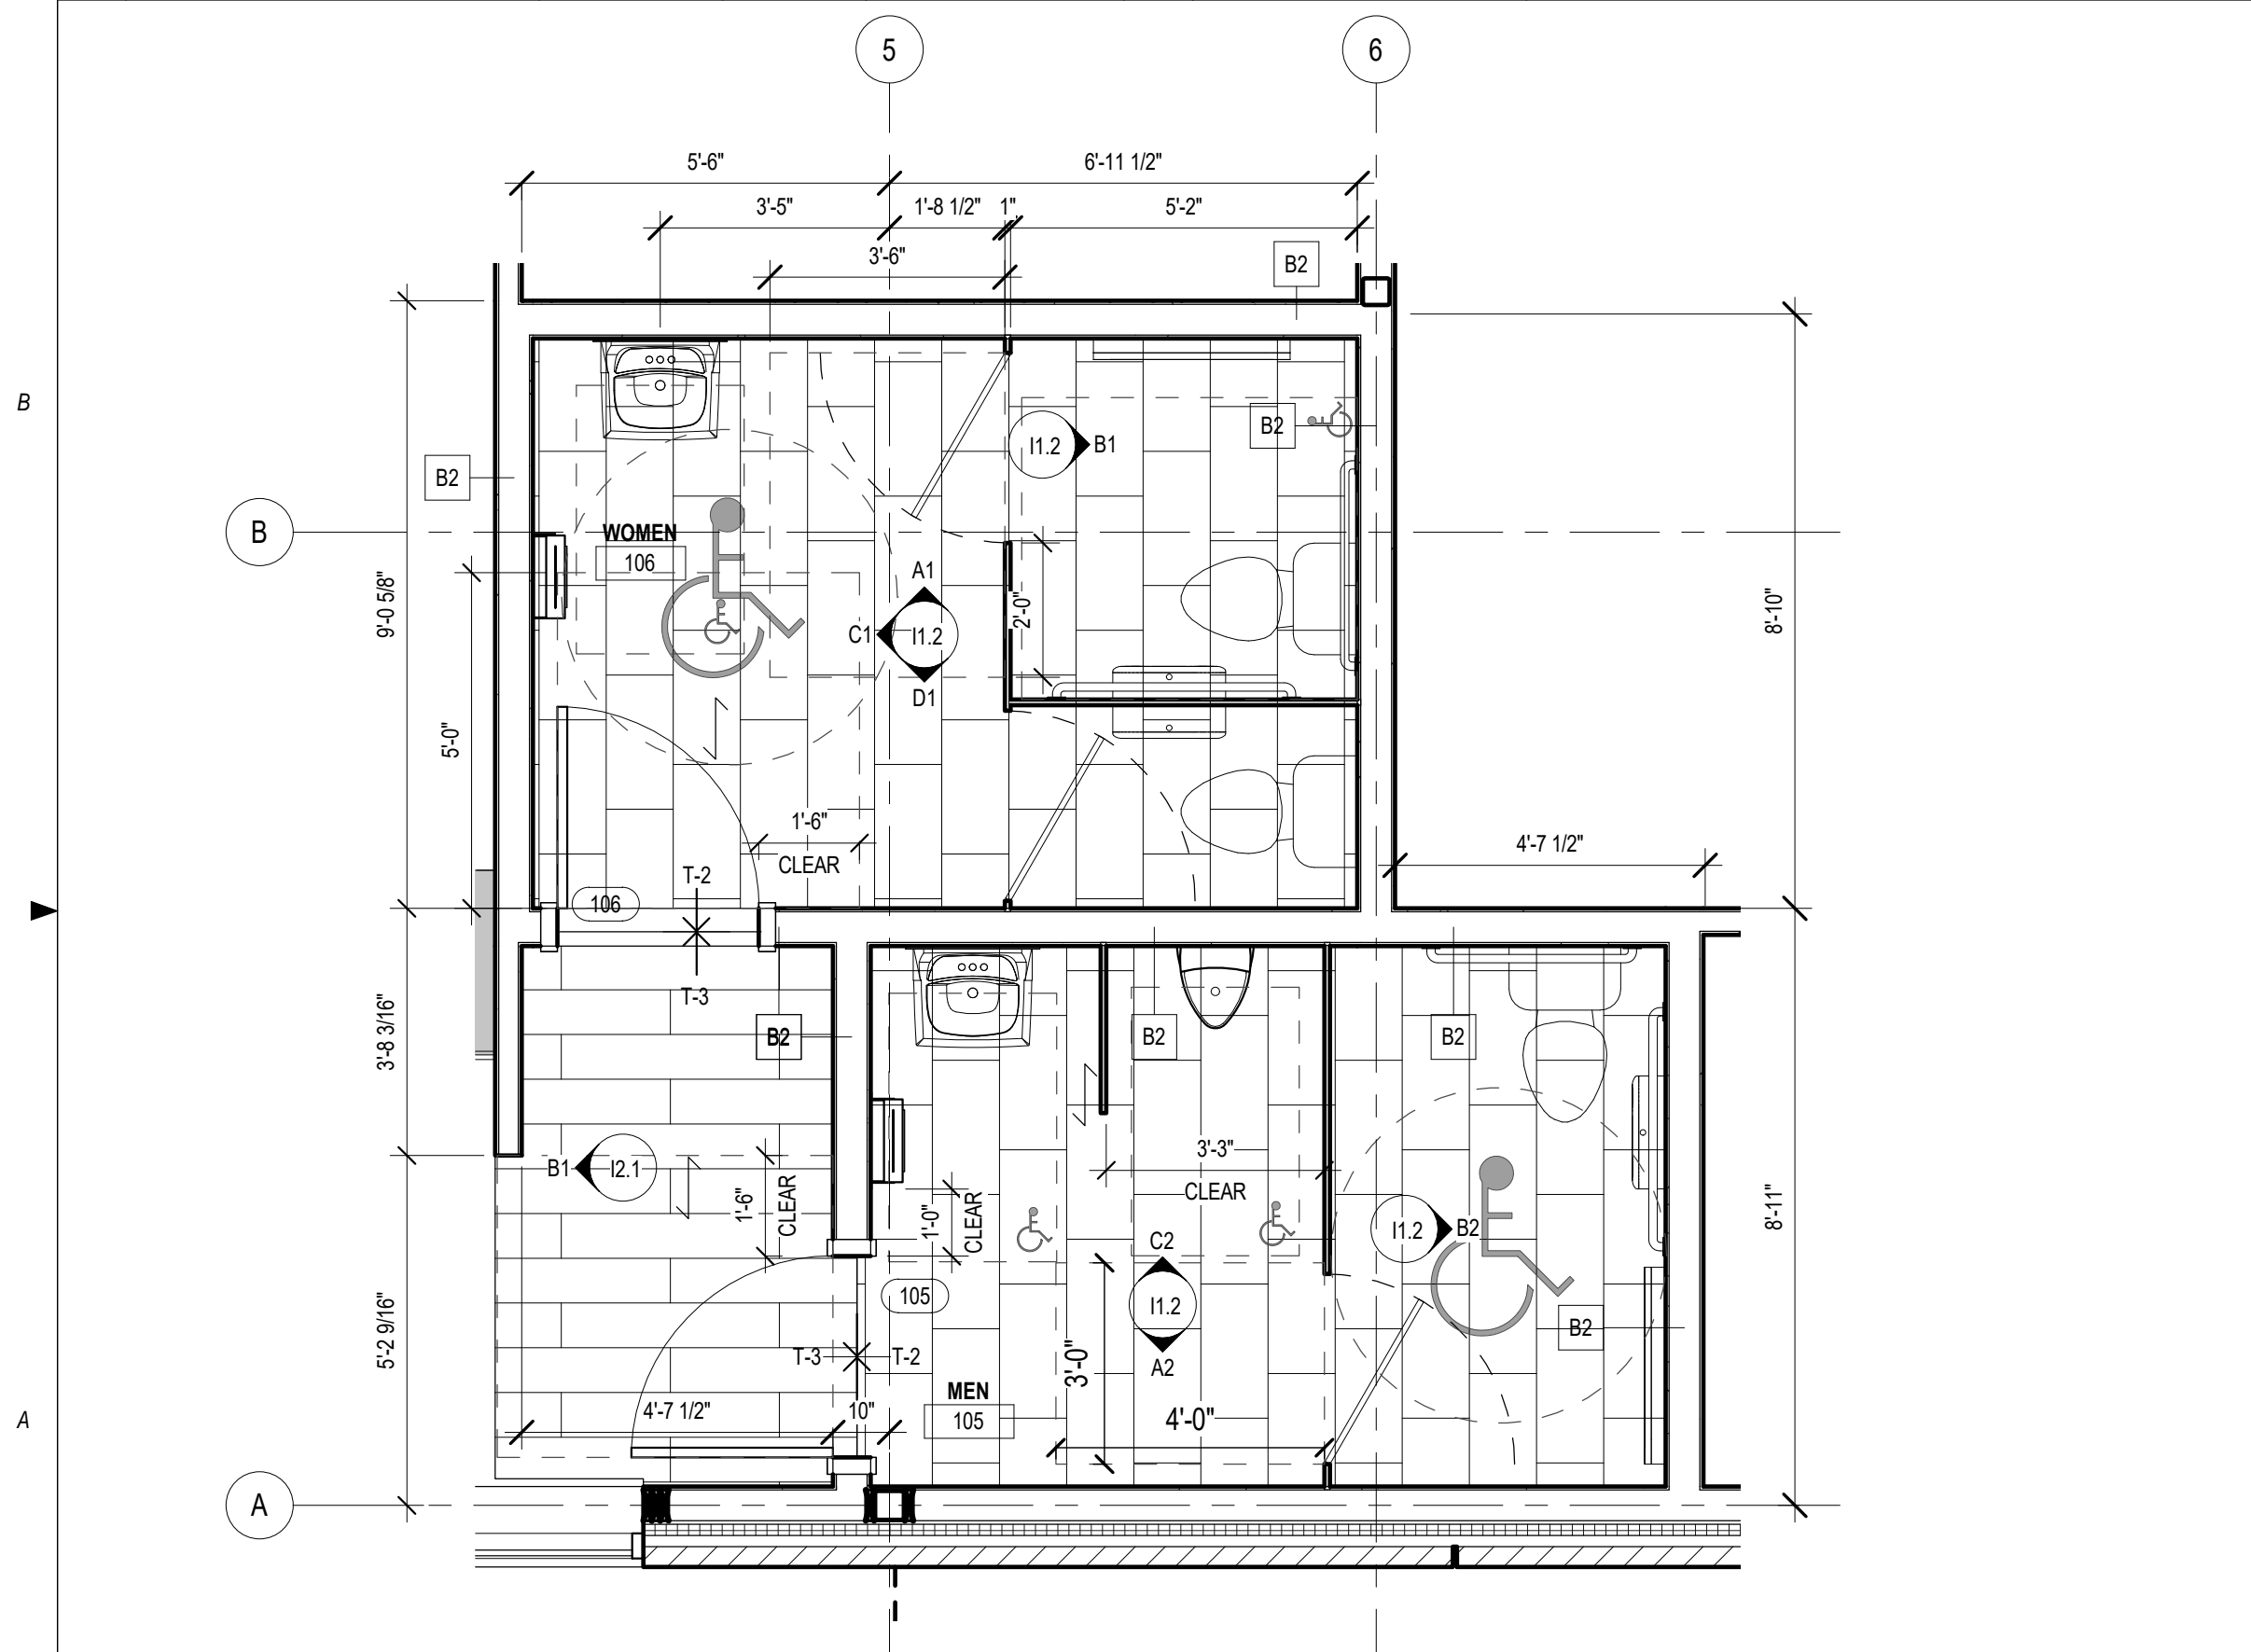 5
6
5'-6"
6'-11 1/2"
3'-5"
1'-8 1/2"
1"
5'-2"
3'-6"
B2
B
B2
I1.2
B1
B2
B
WOMEN
106
A1
C1
I1.2
D1
2'-0"
9'-0 5/8"
8'-10"
5'-0"
1'-6"
CLEAR
4'-7 1/2"
T-2
106
T-3
3'-8 3/16"
B2
B2
B2
B1
I2.1
1'-6"
CLEAR
1'-0"
CLEAR
3'-3"
CLEAR
8'-11"
C2
I1.2
A2
I1.2
B2
105
B2
5'-2 9/16"
T-3
T-2
3'-0"
MEN
105
4'-7 1/2"
10"
4'-0"
A
A